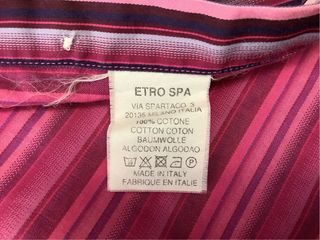 ETRO SPA
VIA SPARTACO, 3
20135 MILANO ITALIA
100% COTONE
COTTON COTON
BAUMWOLLE
ALGODON ALGODAO
MADE IN ITALY
FABRIQUE EN ITALIE